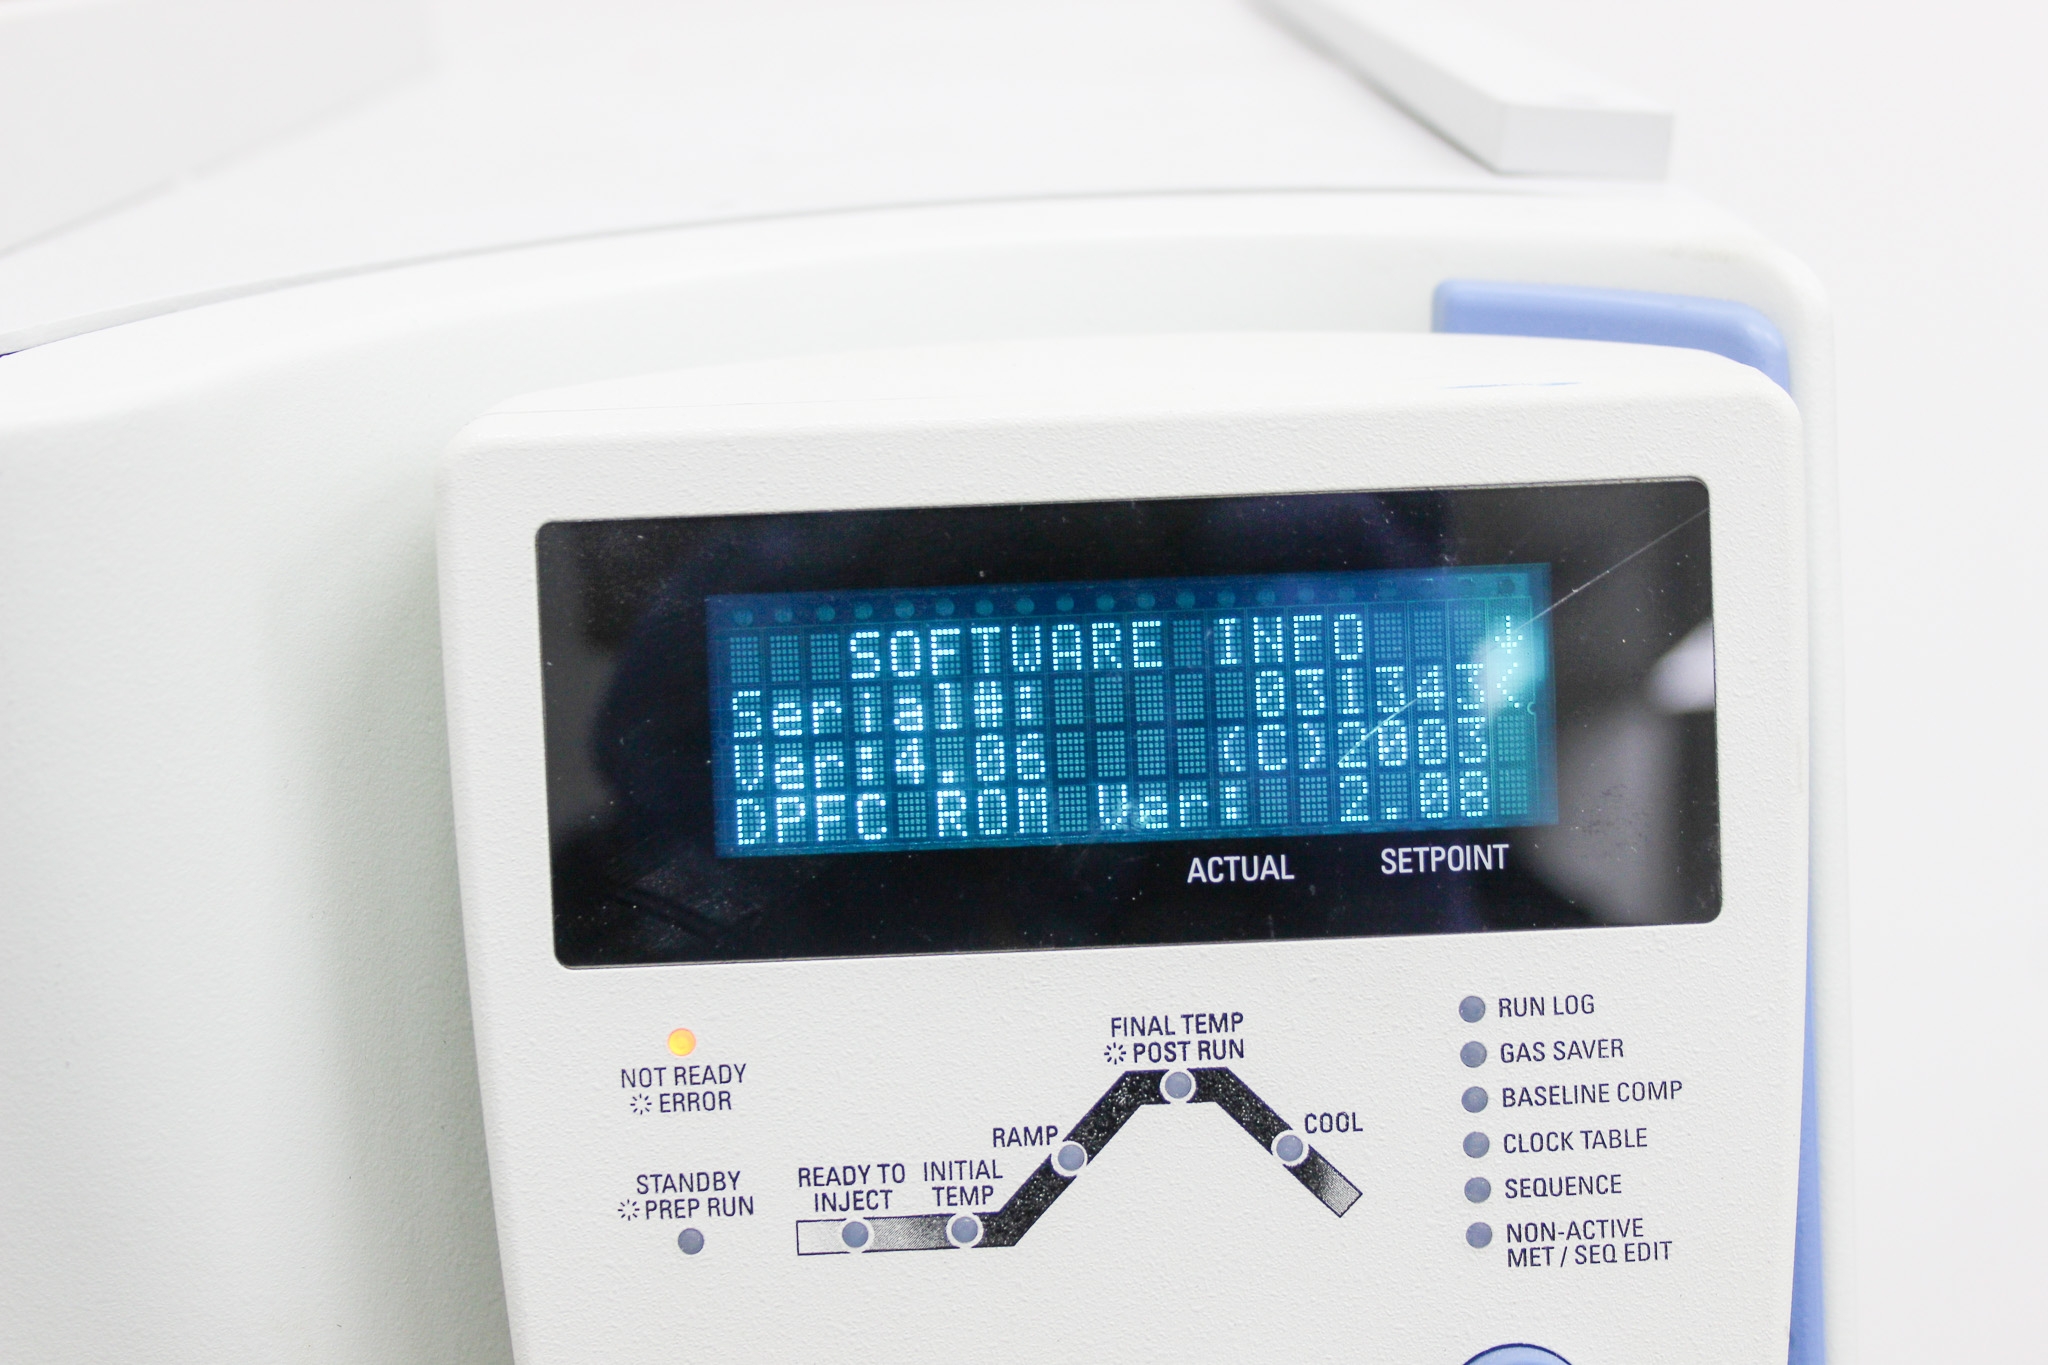 SOFTWARE INFO ↓
Serial#: 031343<
Ver:4.06 (C)2003
DPFC ROM Ver: 2.08
ACTUAL SETPOINT
NOT READY
ERROR
STANDBY
PREP RUN
READY TO
INJECT
INITIAL
TEMP
RAMP
FINAL TEMP
POST RUN
COOL
RUN LOG
GAS SAVER
BASELINE COMP
CLOCK TABLE
SEQUENCE
NON-ACTIVE
MET / SEQ EDIT